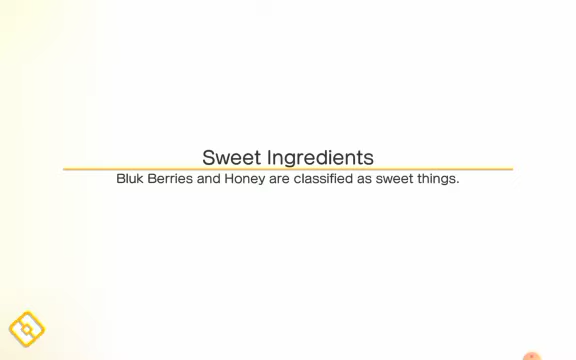 Sweet Ingredients
Bluk Berries and Honey are classified as sweet things.